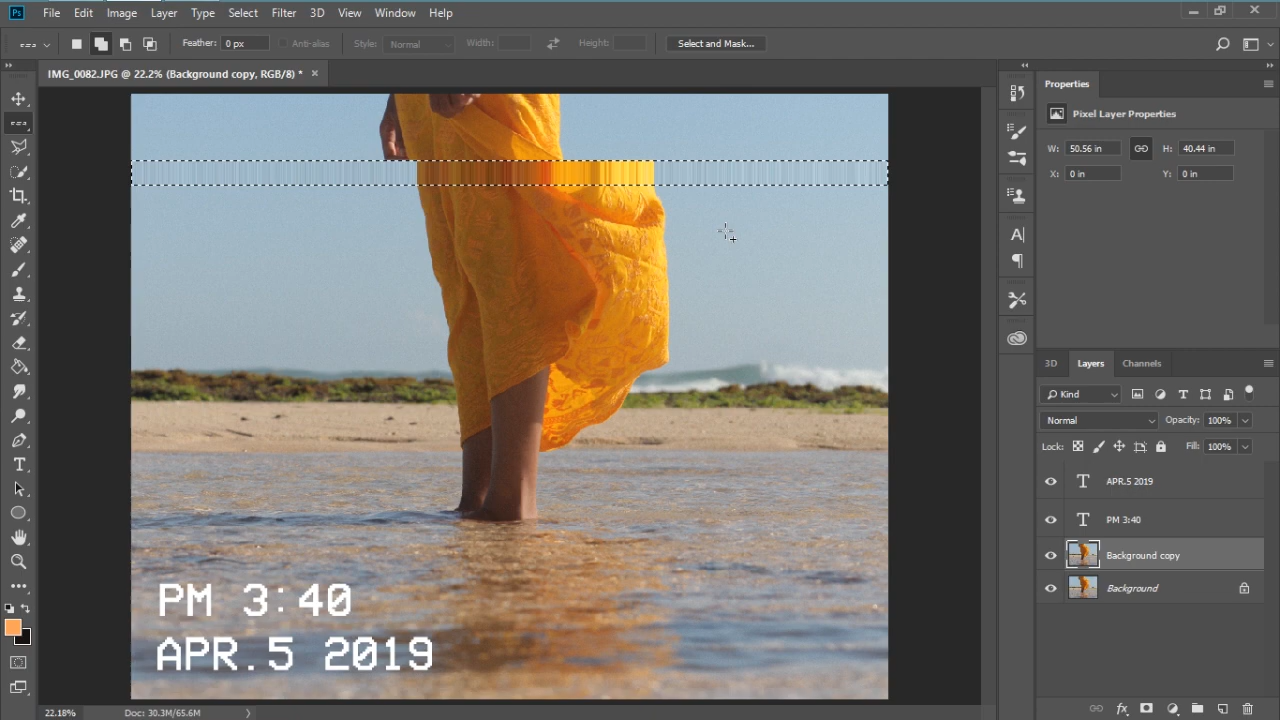 Ps File Edit Image Layer Type Select Filter 3D View Window Help
Feather: 0 px Anti-alias Style: Normal Width: Height: Select and Mask...
IMG_0082.JPG @ 22.2% (Background copy, RGB/8) *
Properties
Pixel Layer Properties
W: 50.56 in H: 40.44 in
X: 0 in Y: 0 in
3D Layers Channels
Kind
Normal Opacity: 100%
Lock: Fill: 100%
APR.5 2019
PM 3:40
Background copy
Background
PM 3:40
APR.5 2019
22.18% Doc: 30.3M/65.6M